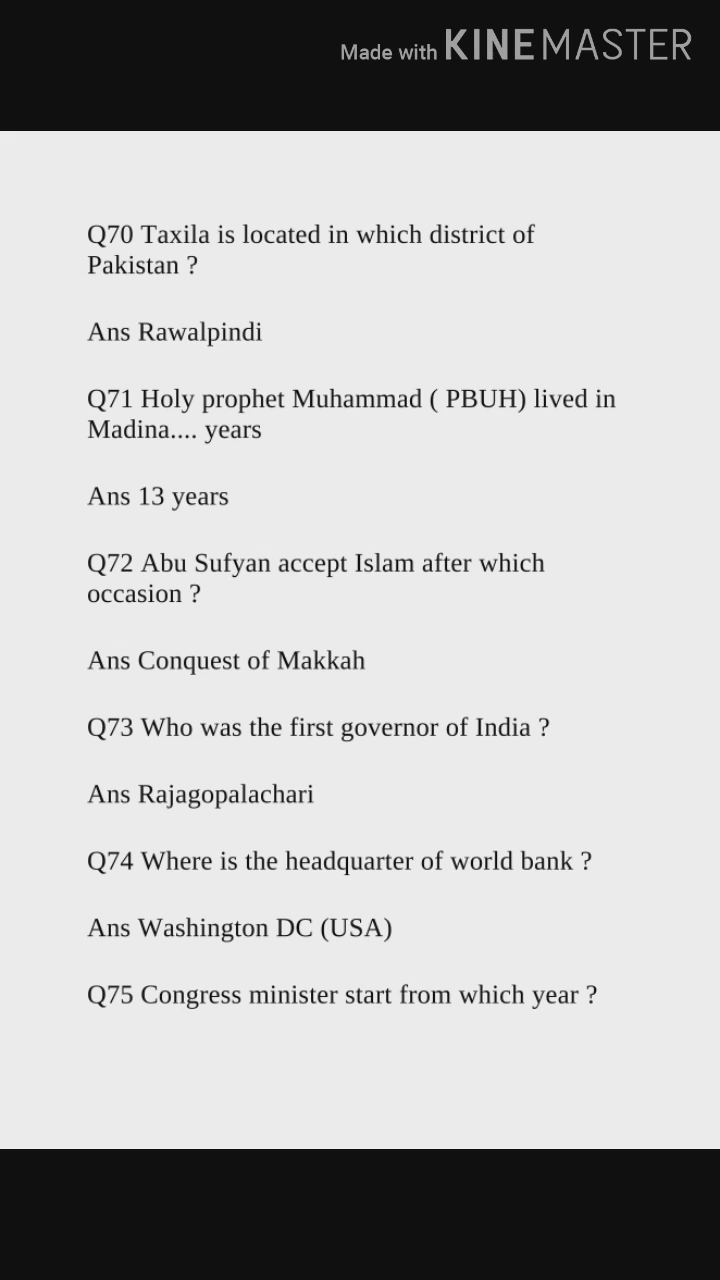 Made with KINEMASTER
Q70 Taxila is located in which district of
Pakistan ?
Ans Rawalpindi
Q71 Holy prophet Muhammad ( PBUH) lived in
Madina.... years
Ans 13 years
Q72 Abu Sufyan accept Islam after which
occasion ?
Ans Conquest of Makkah
Q73 Who was the first governor of India ?
Ans Rajagopalachari
Q74 Where is the headquarter of world bank ?
Ans Washington DC (USA)
Q75 Congress minister start from which year ?